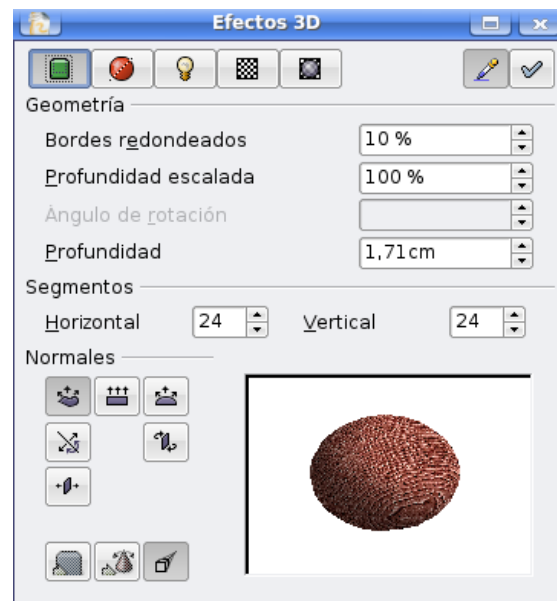 Efectos 3D
Geometría
Bordes redondeados 10 %
Profundidad escalada 100 %
Ángulo de rotación
Profundidad 1,71cm
Segmentos
Horizontal 24 Vertical 24
Normales